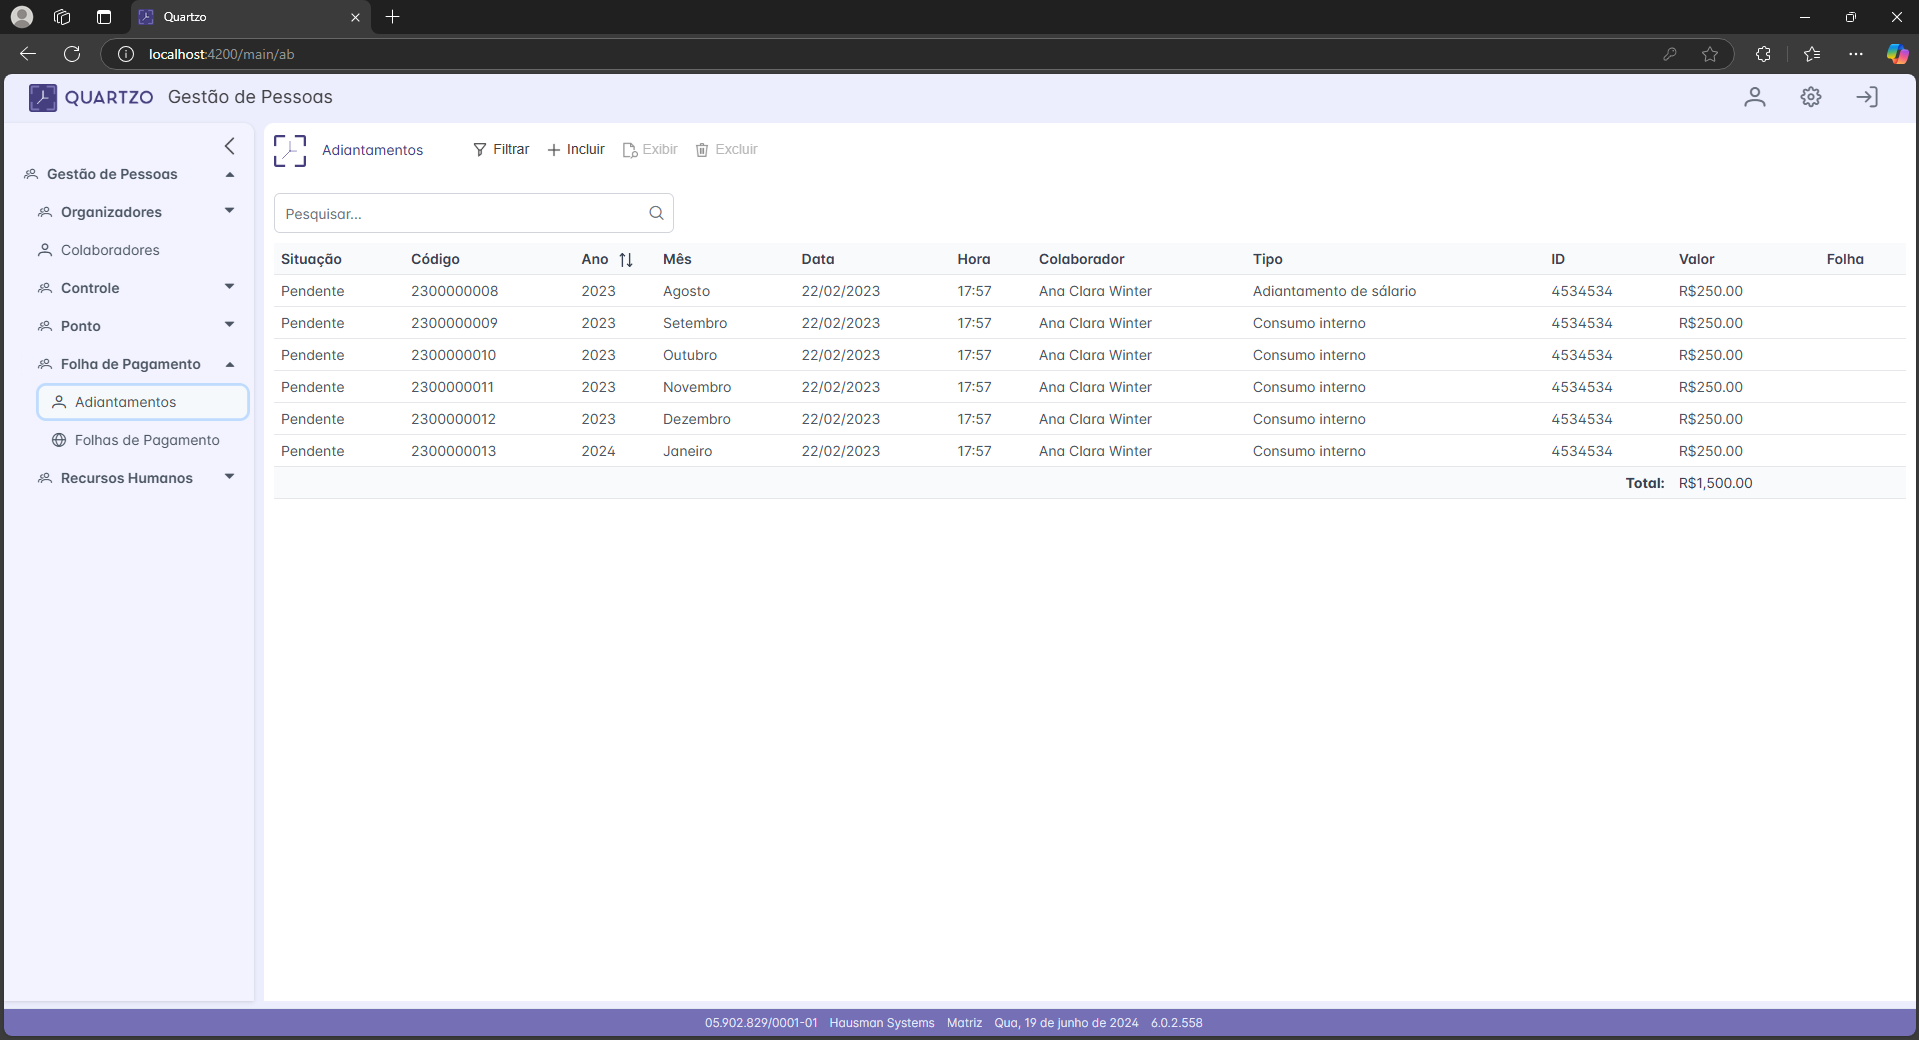 Quartzo
localhost:4200/main/ab
QUARTZO Gestão de Pessoas
Gestão de Pessoas
Organizadores
Colaboradores
Controle
Ponto
Folha de Pagamento
Adiantamentos
Folhas de Pagamento
Recursos Humanos
Adiantamentos Filtrar Incluir Exibir Excluir
Pesquisar...
Situação Código Ano Mês Data Hora Colaborador Tipo ID Valor Folha
Pendente 2300000008 2023 Agosto 22/02/2023 17:57 Ana Clara Winter Adiantamento de sálario 4534534 R$250.00
Pendente 2300000009 2023 Setembro 22/02/2023 17:57 Ana Clara Winter Consumo interno 4534534 R$250.00
Pendente 2300000010 2023 Outubro 22/02/2023 17:57 Ana Clara Winter Consumo interno 4534534 R$250.00
Pendente 2300000011 2023 Novembro 22/02/2023 17:57 Ana Clara Winter Consumo interno 4534534 R$250.00
Pendente 2300000012 2023 Dezembro 22/02/2023 17:57 Ana Clara Winter Consumo interno 4534534 R$250.00
Pendente 2300000013 2024 Janeiro 22/02/2023 17:57 Ana Clara Winter Consumo interno 4534534 R$250.00
Total: R$1,500.00
05.902.829/0001-01 Hausman Systems Matriz Qua, 19 de junho de 2024 6.0.2.558